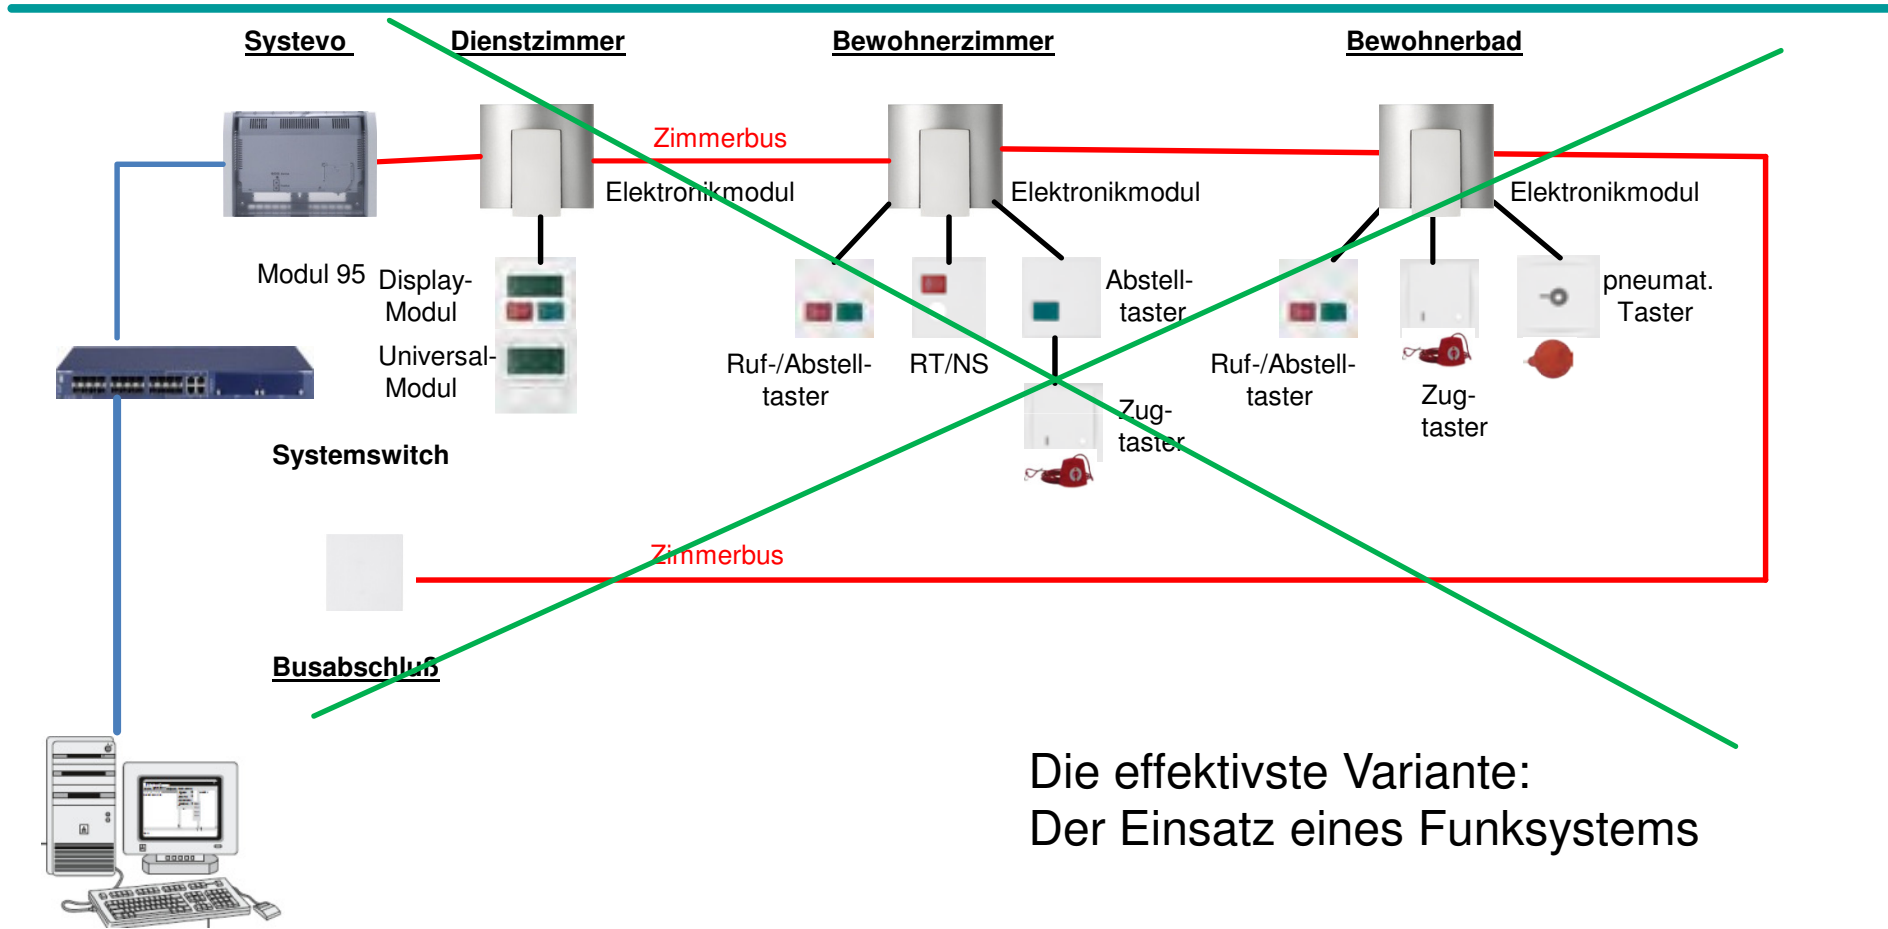 Systevo
Dienstzimmer
Bewohnerzimmer
Bewohnerbad
Zimmerbus
Elektronikmodul
Elektronikmodul
Elektronikmodul
Modul 95
Display-
Modul
Universal-
Modul
Ruf-/Abstell-
taster
RT/NS
Abstell-
taster
Zug-
taster
Ruf-/Abstell-
taster
Zug-
taster
pneumat.
Taster
Systemswitch
Zimmerbus
Busabschluß
Die effektivste Variante:
Der Einsatz eines Funksystems